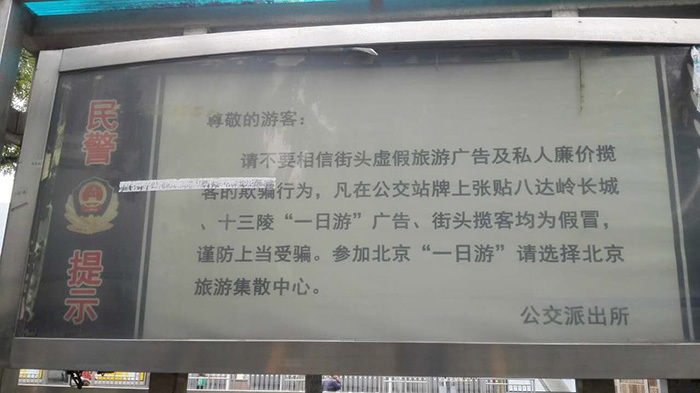 民警
提示
尊敬的游客：
请不要相信街头虚假旅游广告及私人廉价揽
客的欺骗行为，凡在公交站牌上张贴八达岭长城
、十三陵“一日游”广告、街头揽客均为假冒，
谨防上当受骗。参加北京“一日游”请选择北京
旅游集散中心。
公交派出所